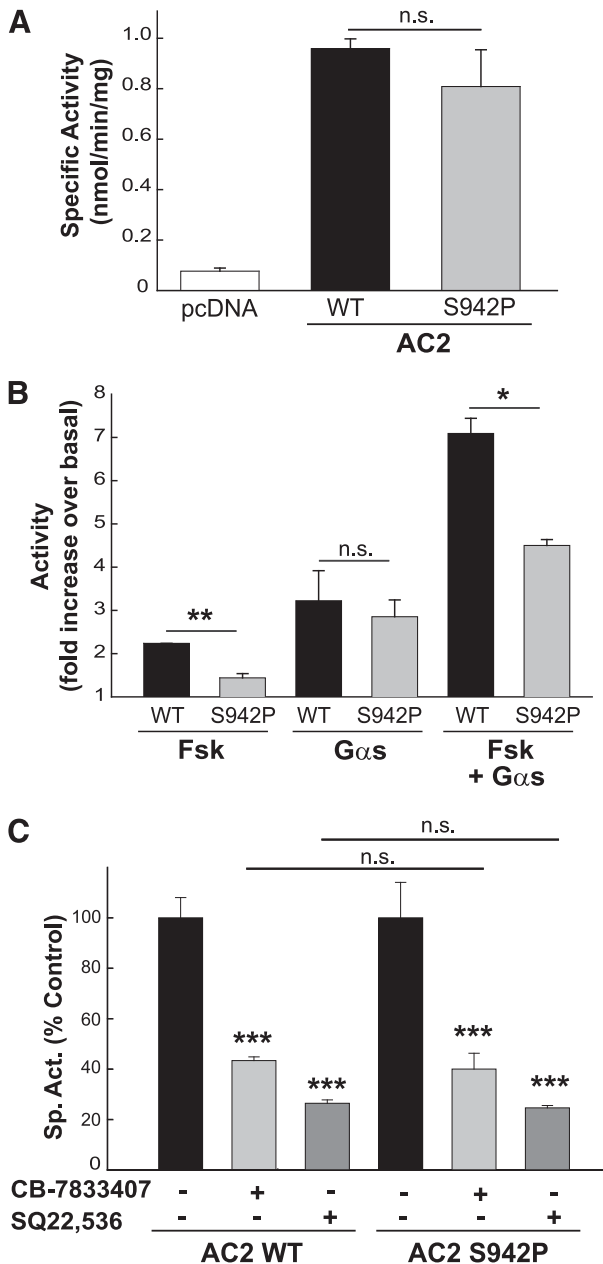 A
n.s.
Specific Activity
(nmol/min/mg)
1.0
0.8
0.6
0.4
0.2
0
pcDNA
WT
S942P
AC2
B
Activity
(fold increase over basal)
8
7
6
5
4
3
2
1
**
n.s.
*
WT S942P WT S942P WT S942P
Fsk
Gαs
Fsk
+ Gαs
C
n.s.
n.s.
Sp. Act. (% Control)
100
80
60
40
20
0
***
***
***
***
CB-7833407 - + - - + -
SQ22,536 - - + - - +
AC2 WT
AC2 S942P